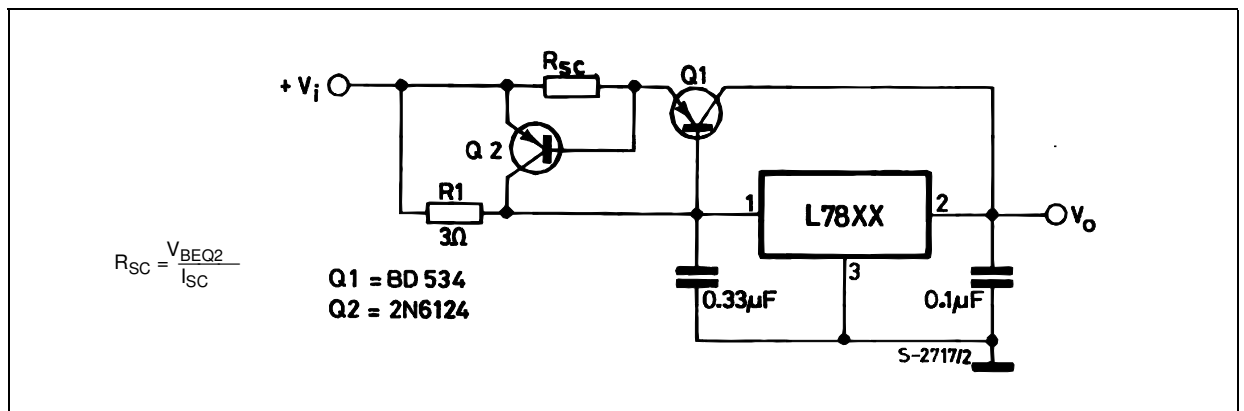 RSC
Q1
+ Vi
Q 2
R1
3Ω
1
L78XX
2
Vo
3
RSC = VBEQ2
ISC
Q1 = BD 534
Q2 = 2N6124
0.33µF
0.1µF
S-2717/2